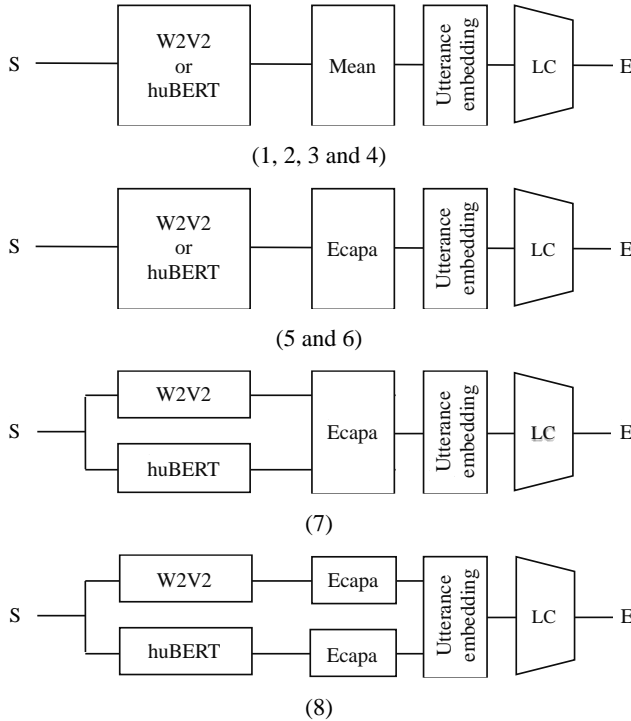 S
W2V2
or
huBERT
Mean
Utterance
embedding
LC
E
(1, 2, 3 and 4)
S
W2V2
or
huBERT
Ecapa
Utterance
embedding
LC
E
(5 and 6)
S
W2V2
huBERT
Ecapa
Utterance
embedding
LC
E
(7)
S
W2V2
huBERT
Ecapa
Ecapa
Utterance
embedding
LC
E
(8)